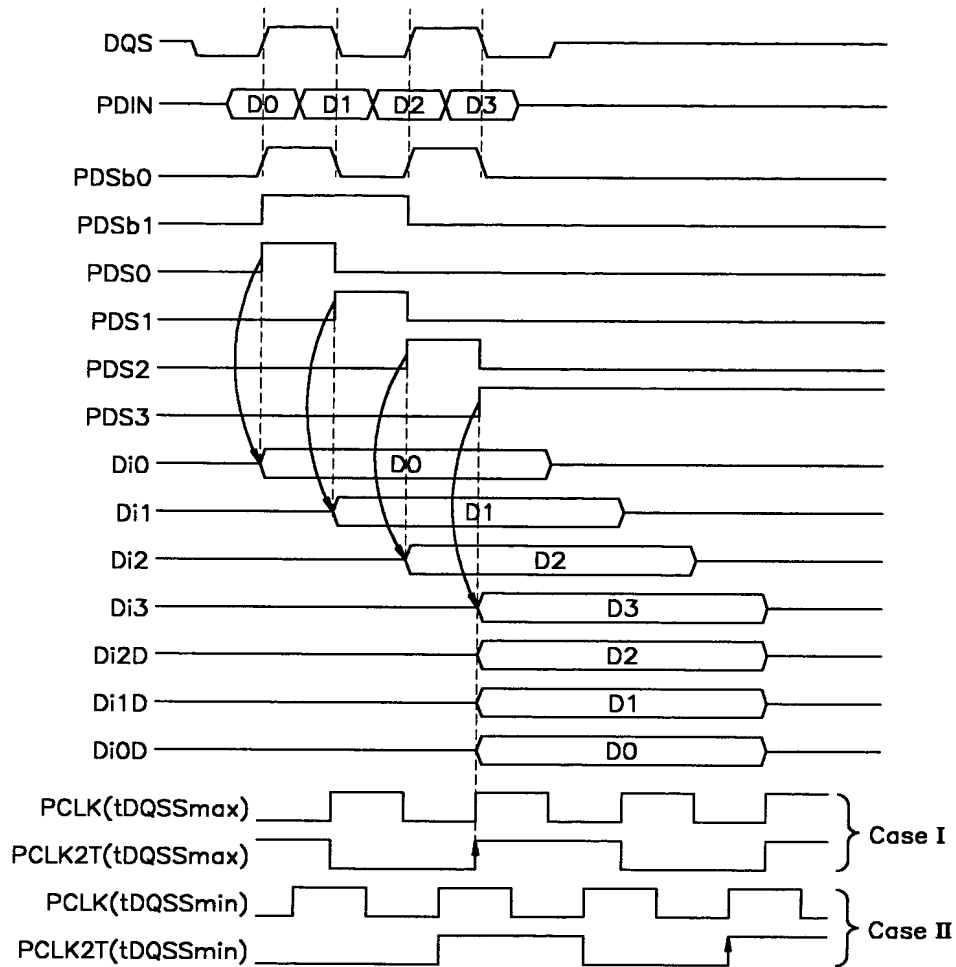 DQS
PDIN D0 D1 D2 D3
PDSb0
PDSb1
PDS0
PDS1
PDS2
PDS3
Di0 D0
Di1 D1
Di2 D2
Di3 D3
Di2D D2
Di1D D1
Di0D D0
PCLK(tDQSSmax)
Case I
PCLK2T(tDQSSmax)
PCLK(tDQSSmin)
Case II
PCLK2T(tDQSSmin)